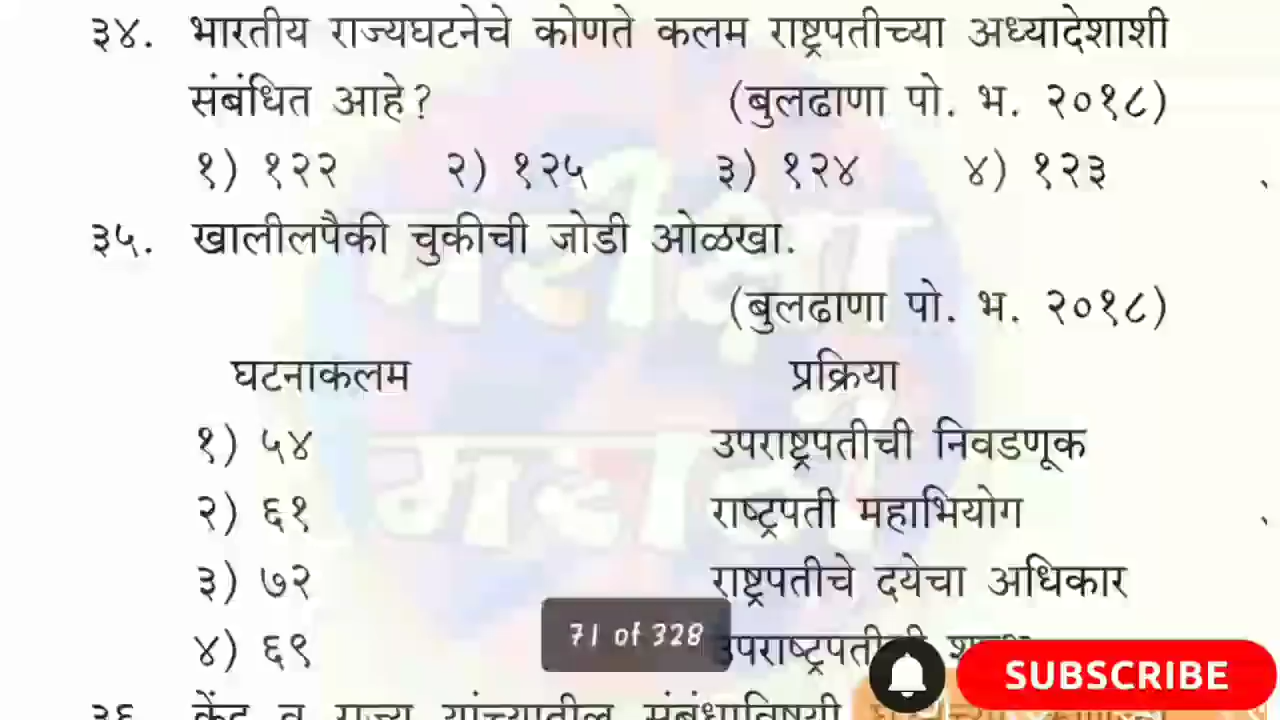 ३४. भारतीय राज्यघटनेचे कोणते कलम राष्ट्रपतीच्या अध्यादेशाशी
संबंधित आहे? (बुलढाणा पो. भ. २०१८)
१) १२२ २) १२५ ३) १२४ ४) १२३
३५. खालीलपैकी चुकीची जोडी ओळखा.
(बुलढाणा पो. भ. २०१८)
घटनाकलम प्रक्रिया
१) ५४ उपराष्ट्रपतीची निवडणूक
२) ६१ राष्ट्रपती महाभियोग
३) ७२ राष्ट्रपतीचे दयेचा अधिकार
४) ६९
71 of 328
SUBSCRIBE
३६. केंद्र व राज्य यांच्यातील संबंधाविषयी